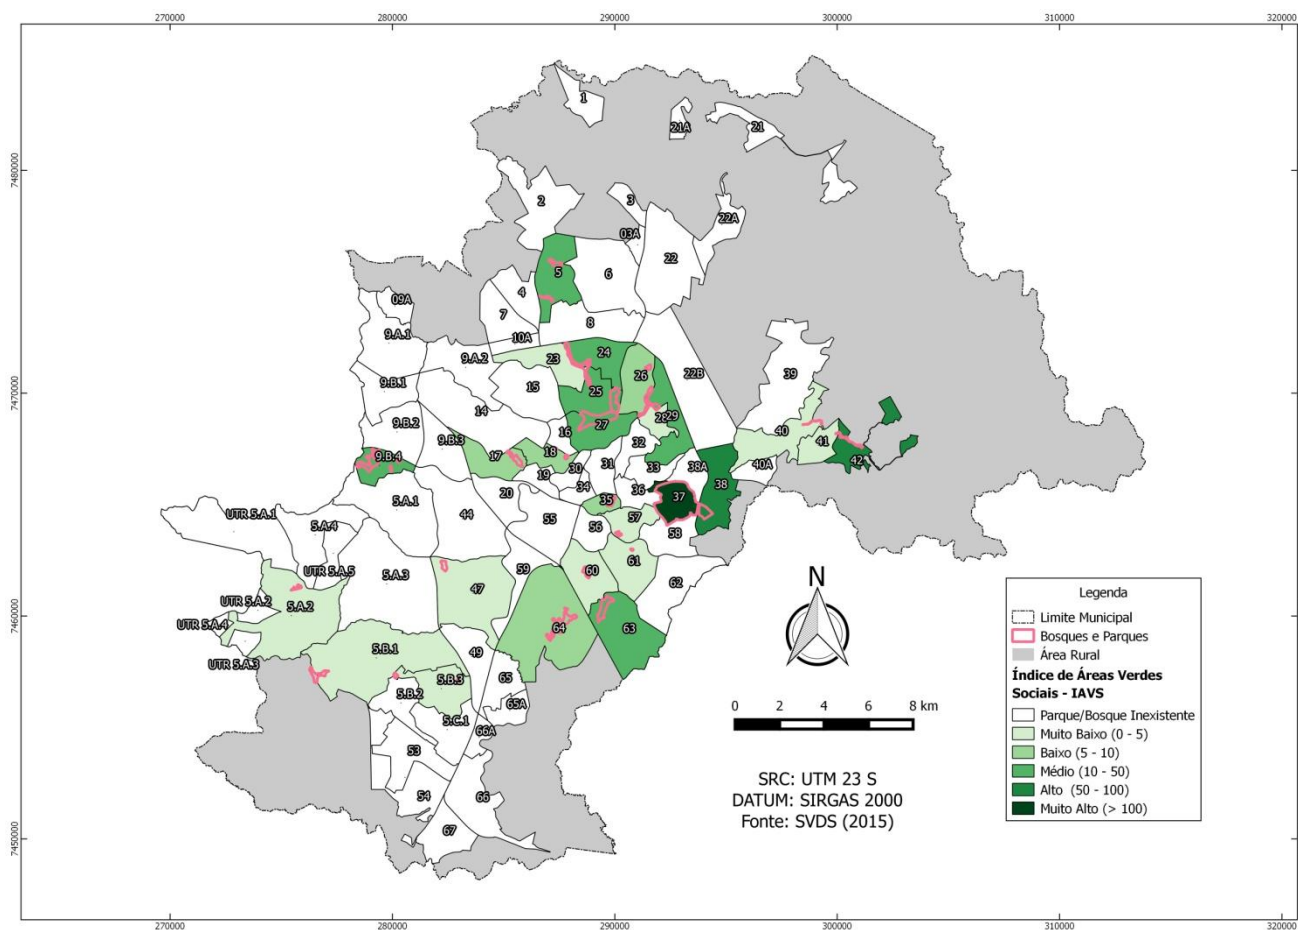 270000 280000 290000 300000 310000 320000
7480000
7470000
7460000
7450000
1
21A
21
2
3
03A
22A
22
5
6
4
7
8
10A
09A
9.A.1
9.A.2
23
24
22B
39
9.B.1
15
25
26
14
9.B.2
16
27
28
29
40
41
42
9.B.3
32
17
18
30
31
33
38A
40A
9.B.4
19
34
36
37
38
20
35
5.A.1
44
55
56
57
58
UTR 5.A.1
5.A.4
UTR 5.A.5
5.A.3
59
60
61
62
47
UTR 5.A.2
5.A.2
UTR 5.A.4
64
63
UTR 5.A.3
5.B.1
49
5.B.3
65
5.B.2
65A
5.C.1
66A
53
54
66
67
N
0 2 4 6 8 km
SRC: UTM 23 S
DATUM: SIRGAS 2000
Fonte: SVDS (2015)
Legenda
Limite Municipal
Bosques e Parques
Área Rural
Índice de Áreas Verdes
Sociais - IAVS
Parque/Bosque Inexistente
Muito Baixo (0 - 5)
Baixo (5 - 10)
Médio (10 - 50)
Alto (50 - 100)
Muito Alto (> 100)
270000 280000 290000 300000 310000 320000